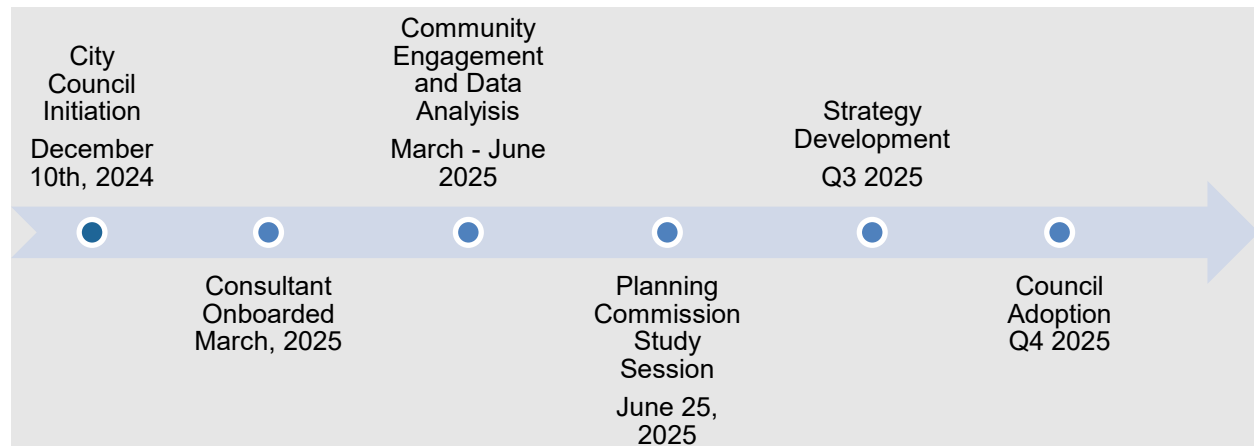 City
Council
Initiation
December
10th, 2024
Consultant
Onboarded
March, 2025
Community
Engagement
and Data
Analyisis
March - June
2025
Planning
Commission
Study
Session
June 25,
2025
Strategy
Development
Q3 2025
Council
Adoption
Q4 2025